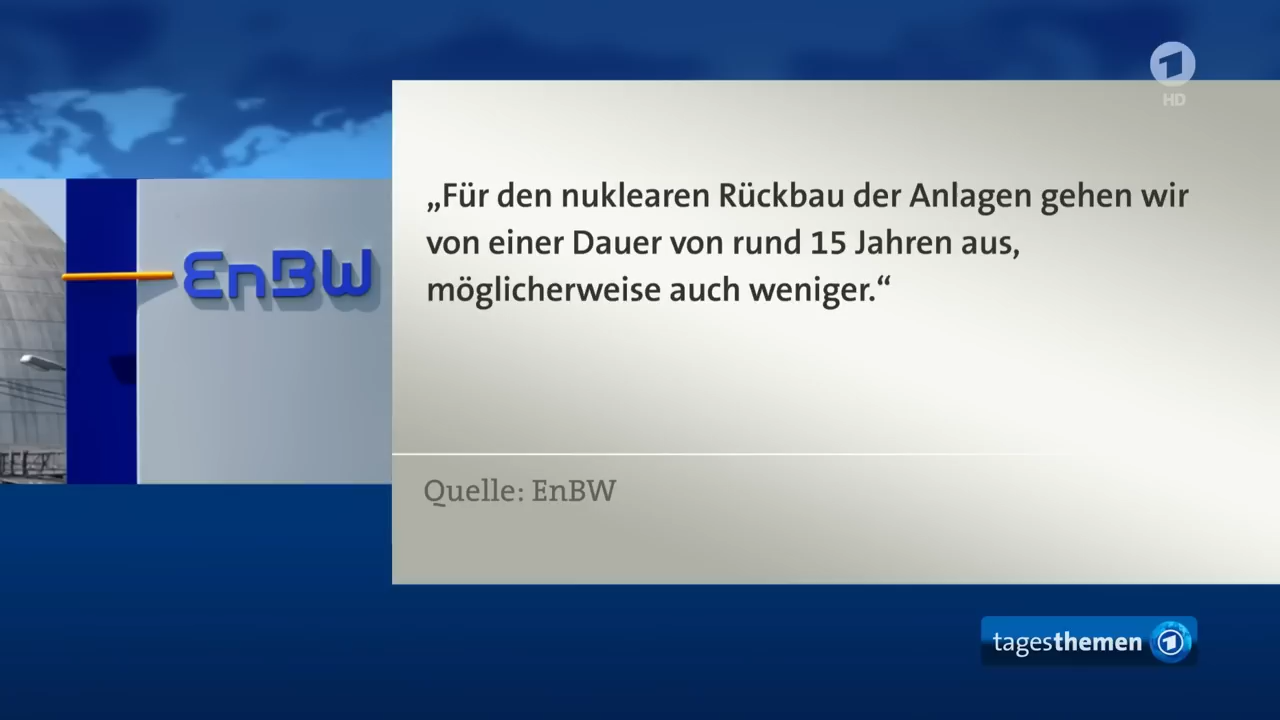 1
HD
EnBW
„Für den nuklearen Rückbau der Anlagen gehen wir
von einer Dauer von rund 15 Jahren aus,
möglicherweise auch weniger.“
Quelle: EnBW
tagesthemen 1